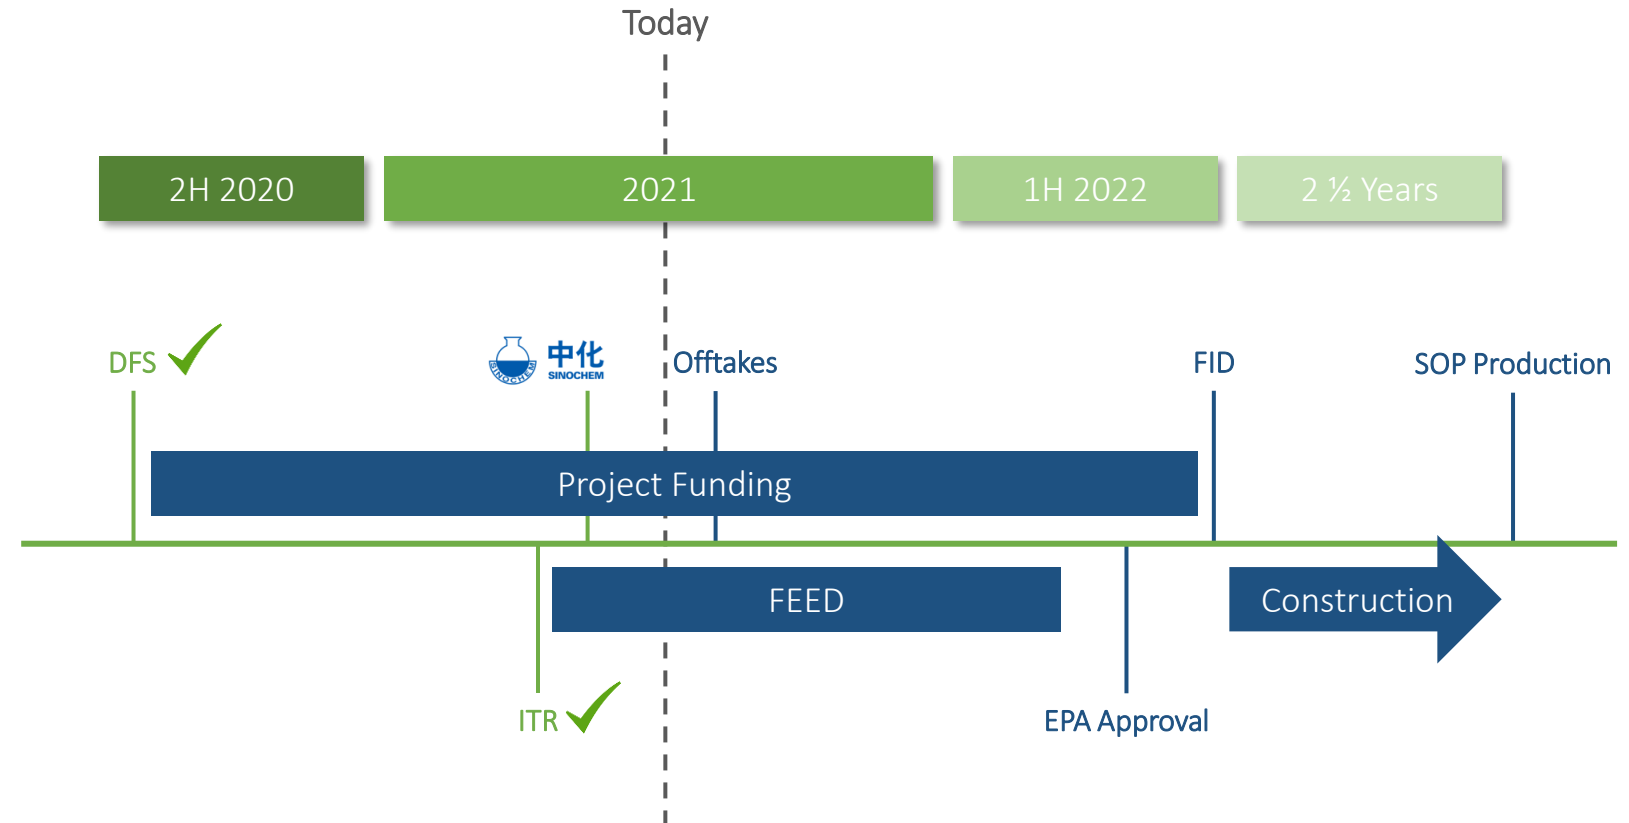 Today
2H 2020
2021
1H 2022
2 ½ Years
DFS
SINOCHEM
中化
SINOCHEM
Offtakes
FID
SOP Production
Project Funding
FEED
Construction
ITR
EPA Approval